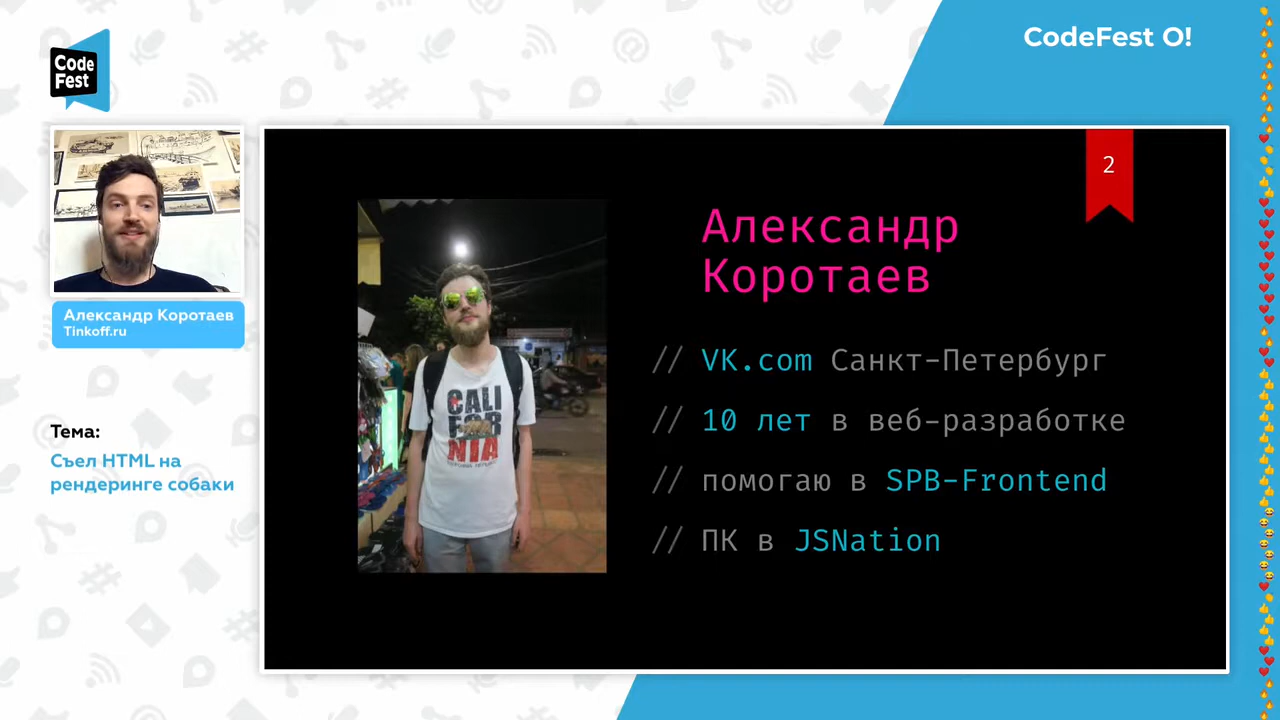 Code
Fest
CodeFest O!
Александр Коротаев
Tinkoff.ru
Тема:
Съел HTML на
рендеринге собаки
2
CALI
FOR
NIA
Александр
Коротаев
// VK.com Санкт-Петербург
// 10 лет в веб-разработке
// помогаю в SPB-Frontend
// ПК в JSNation